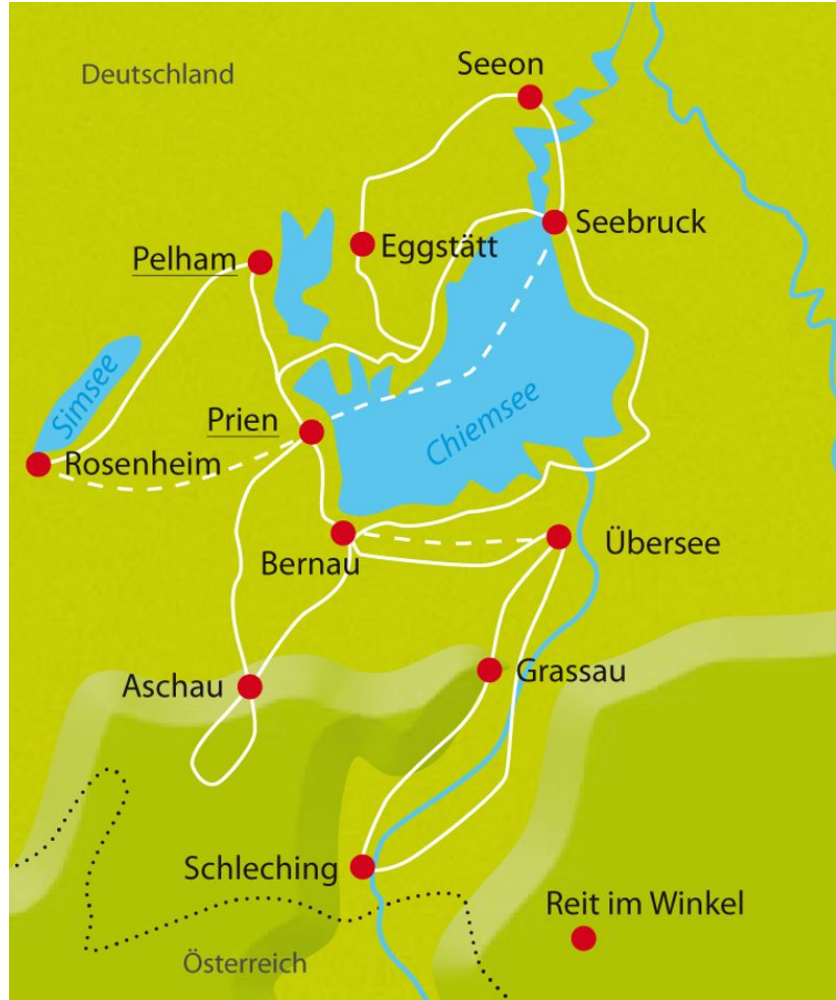 Seeon
Deutschland
Seebruck
Eggstätt
Pelham
Simsee
Chiemsee
Prien
Rosenheim
Übersee
Bernau
Grassau
Aschau
Schleching
Reit im Winkel
Österreich